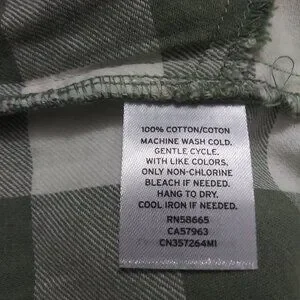 100% COTTON/COTON
MACHINE WASH COLD.
GENTLE CYCLE.
WITH LIKE COLORS,
ONLY NON-CHLORINE
BLEACH IF NEEDED.
HANG TO DRY.
COOL IRON IF NEEDED.
RN58665
CA57963
CN357264MI